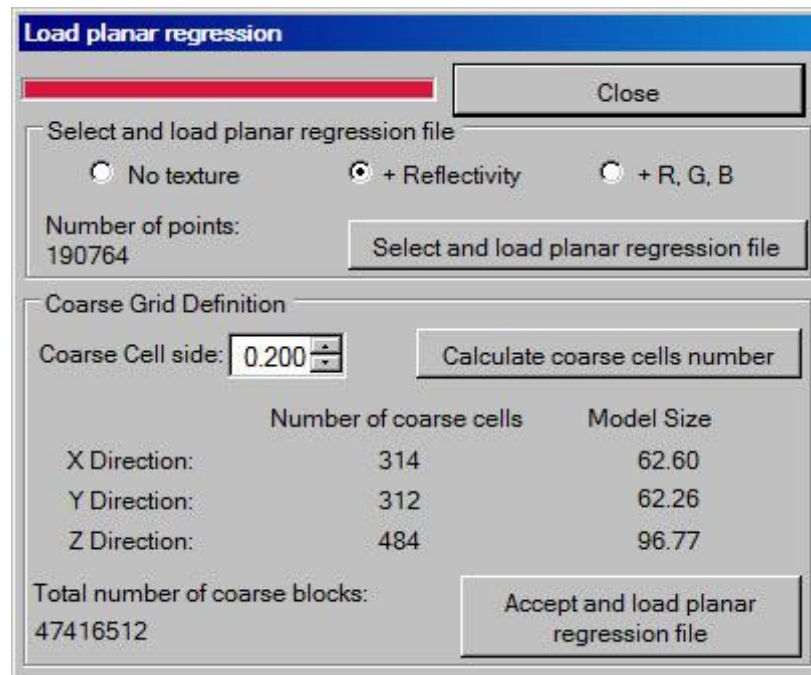 Load planar regression
Close
Select and load planar regression file
No texture
+ Reflectivity
+ R, G, B
Number of points:
190764
Select and load planar regression file
Coarse Grid Definition
Coarse Cell side: 0.200
Calculate coarse cells number
Number of coarse cells Model Size
X Direction: 314 62.60
Y Direction: 312 62.26
Z Direction: 484 96.77
Total number of coarse blocks:
47416512
Accept and load planar
regression file